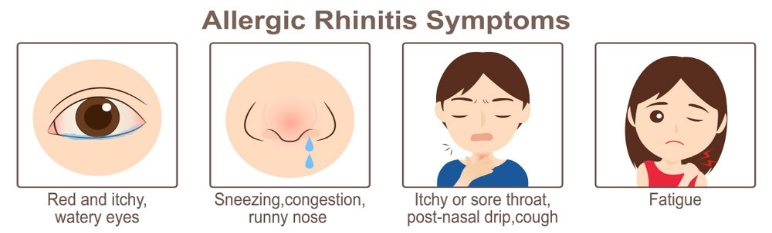 Allergic Rhinitis Symptoms
Red and itchy,
watery eyes
Sneezing,congestion,
runny nose
Itchy or sore throat,
post-nasal drip,cough
Fatigue